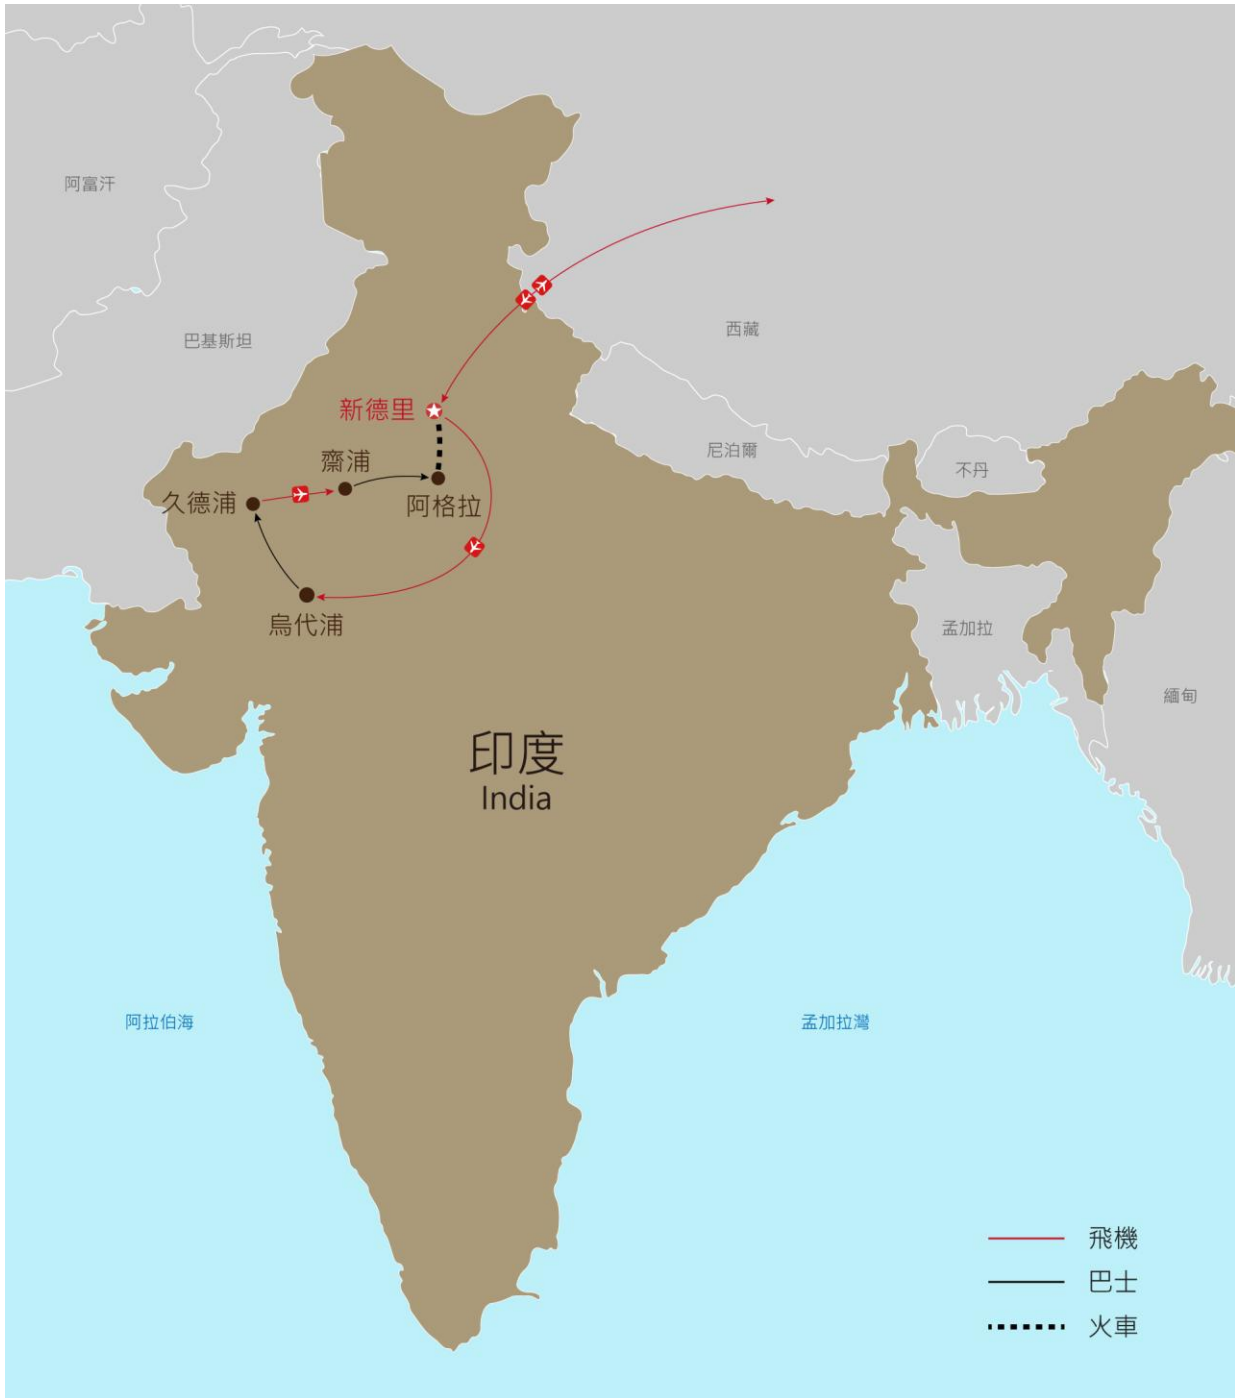 阿富汗
巴基斯坦
西藏
新德里
尼泊爾
齋浦
不丹
久德浦
阿格拉
烏代浦
孟加拉
緬甸
印度
India
阿拉伯海
孟加拉灣
飛機
巴士
火車